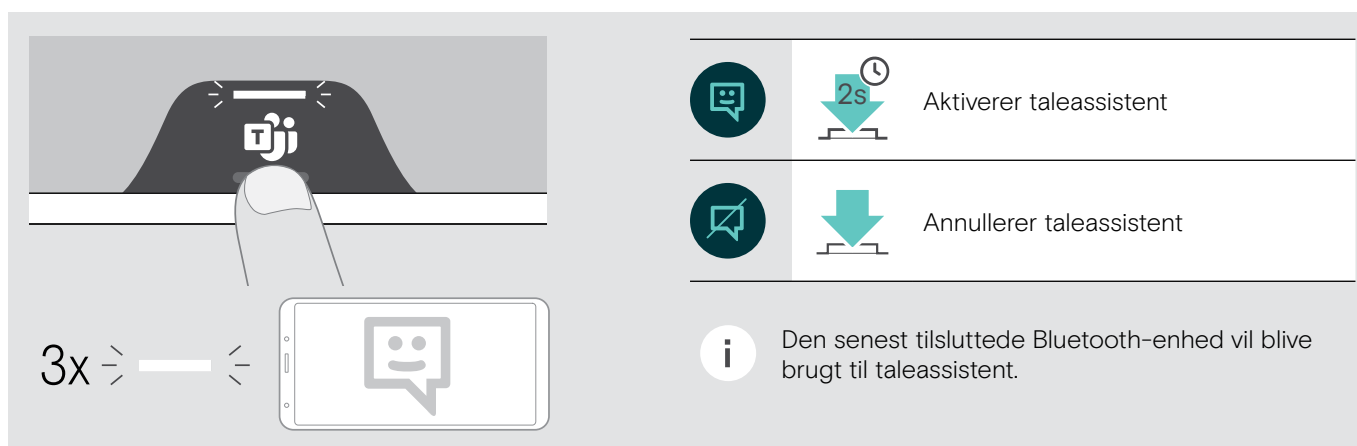 T
3x
2s
Aktiverer taleassistent
Annullerer taleassistent
i
Den senest tilsluttede Bluetooth-enhed vil blive
brugt til taleassistent.